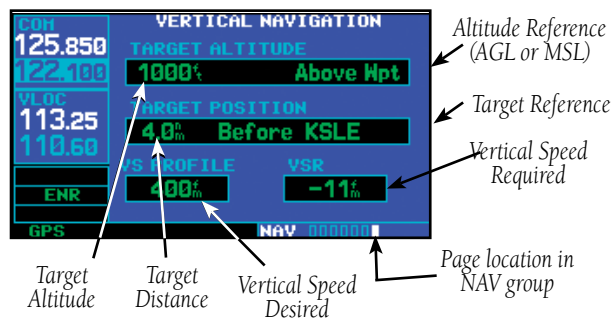 COM
125.850
122.100
VLOC
113.25
110.60
ENR
GPS
VERTICAL NAVIGATION
TARGET ALTITUDE
1000ft Above Wpt
TARGET POSITION
4.0nm Before KSLE
VS PROFILE VSR
400fm -11fm
NAV
Altitude Reference
(AGL or MSL)
Target Reference
Vertical Speed
Required
Page location in
NAV group
Target
Altitude
Target
Distance
Vertical Speed
Desired